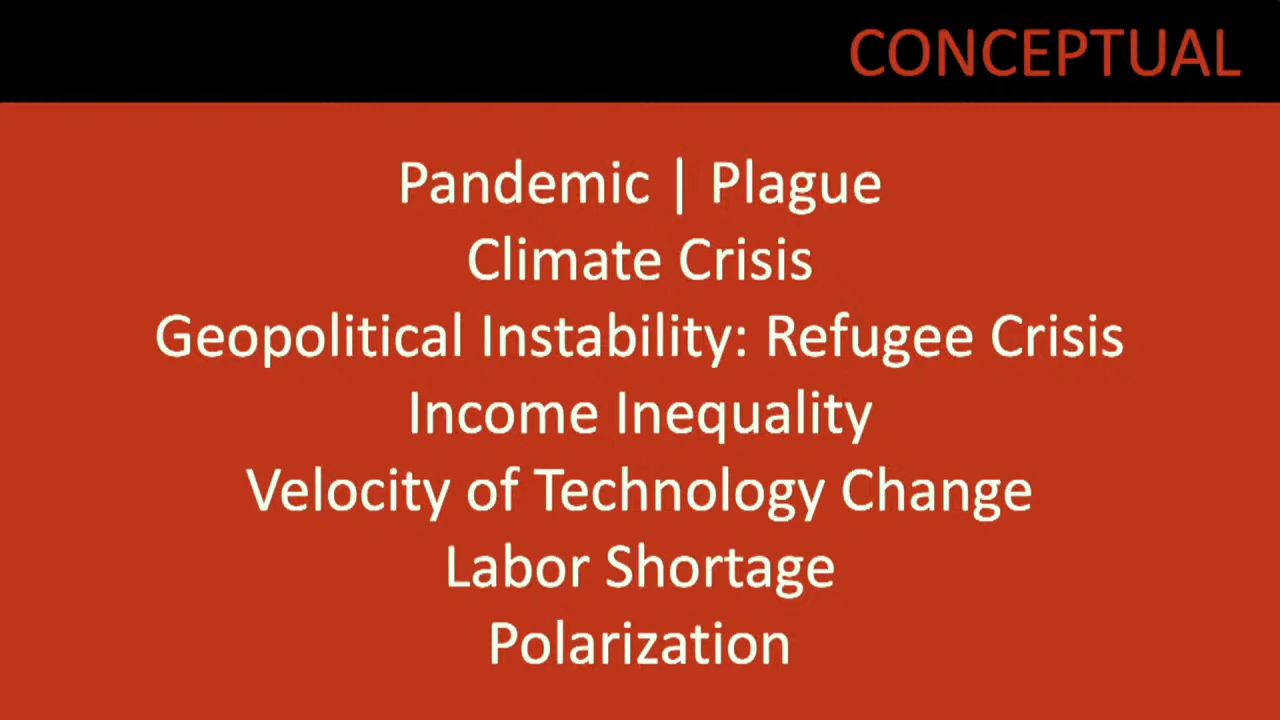 CONCEPTUAL
Pandemic | Plague
Climate Crisis
Geopolitical Instability: Refugee Crisis
Income Inequality
Velocity of Technology Change
Labor Shortage
Polarization